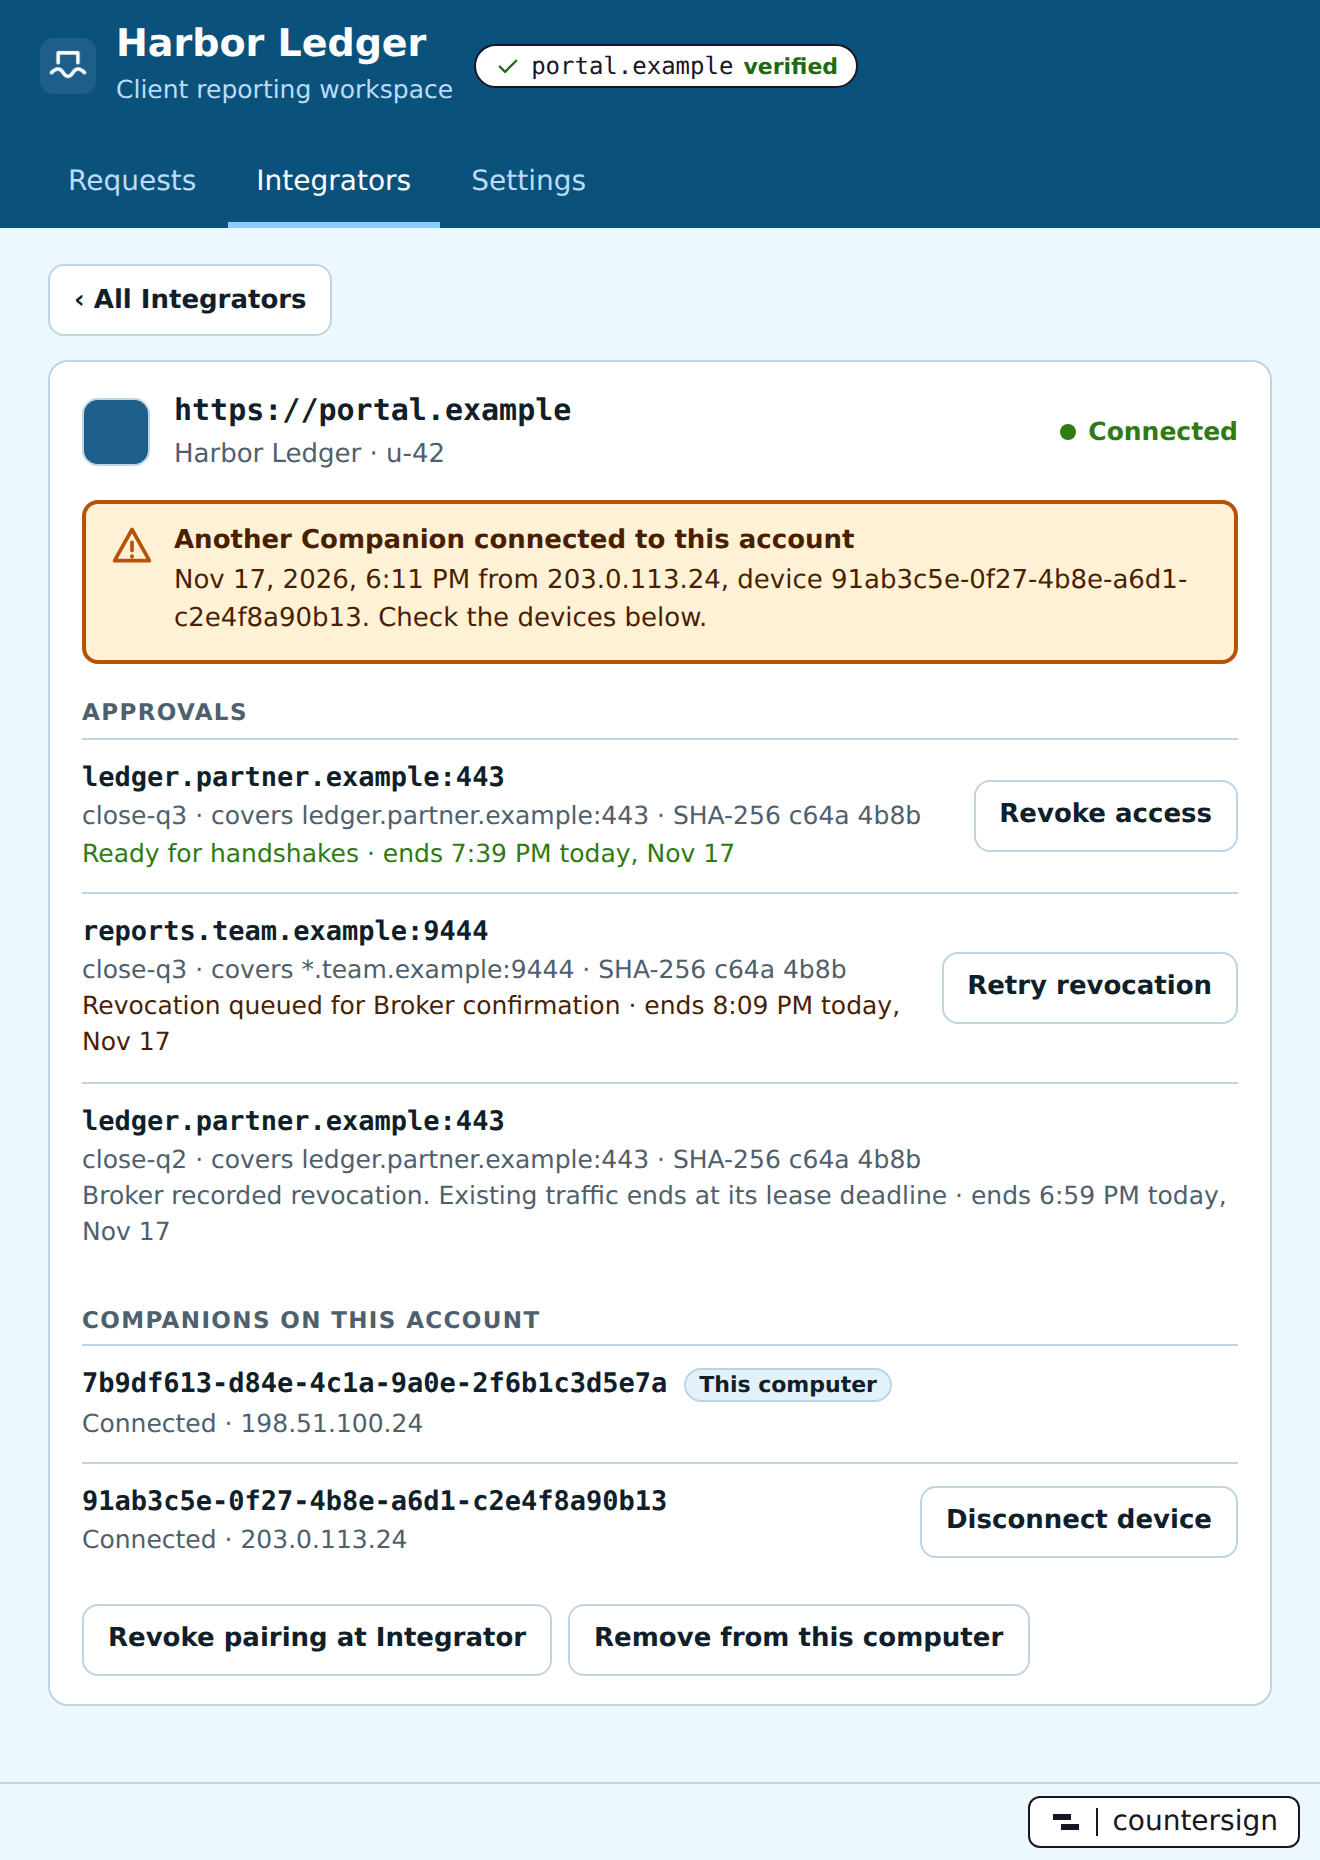 Harbor Ledger
Client reporting workspace
portal.example verified
Requests Integrators Settings
‹ All Integrators
https://portal.example
Harbor Ledger · u-42
Connected
Another Companion connected to this account
Nov 17, 2026, 6:11 PM from 203.0.113.24, device 91ab3c5e-0f27-4b8e-a6d1-
c2e4f8a90b13. Check the devices below.
APPROVALS
ledger.partner.example:443
close-q3 · covers ledger.partner.example:443 · SHA-256 c64a 4b8b
Ready for handshakes · ends 7:39 PM today, Nov 17
Revoke access
reports.team.example:9444
close-q3 · covers *.team.example:9444 · SHA-256 c64a 4b8b
Revocation queued for Broker confirmation · ends 8:09 PM today,
Nov 17
Retry revocation
ledger.partner.example:443
close-q2 · covers ledger.partner.example:443 · SHA-256 c64a 4b8b
Broker recorded revocation. Existing traffic ends at its lease deadline · ends 6:59 PM today,
Nov 17
COMPANIONS ON THIS ACCOUNT
7b9df613-d84e-4c1a-9a0e-2f6b1c3d5e7a This computer
Connected · 198.51.100.24
91ab3c5e-0f27-4b8e-a6d1-c2e4f8a90b13
Connected · 203.0.113.24
Disconnect device
Revoke pairing at Integrator Remove from this computer
countersign